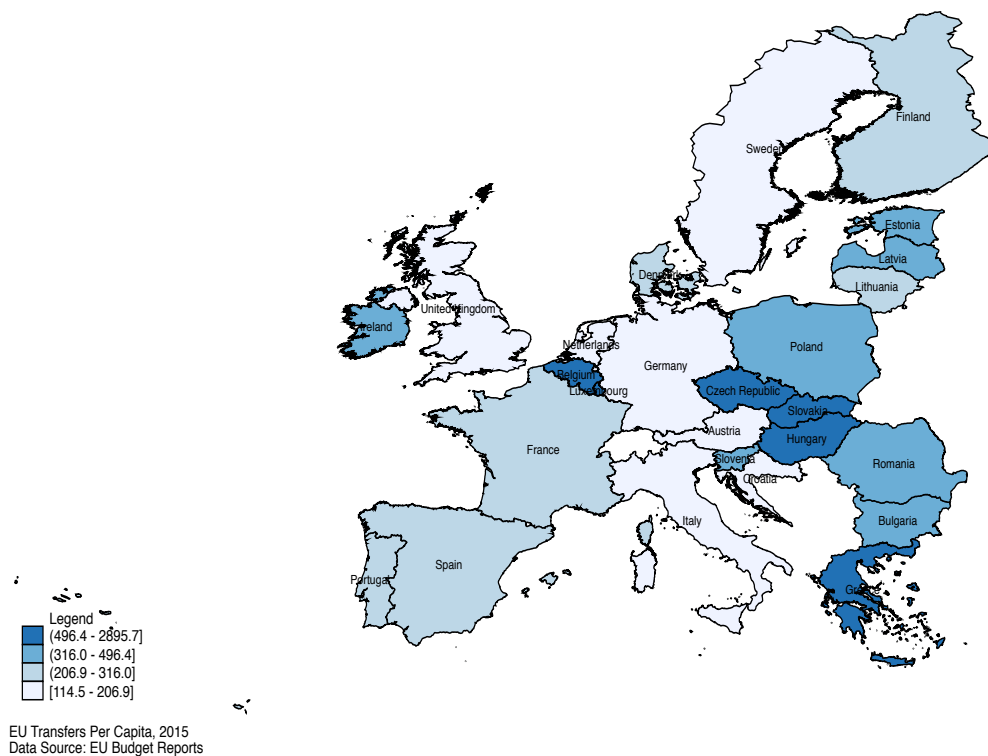 Finland
Sweden
Estonia
Latvia
Denmark
Lithuania
United Kingdom
Ireland
Netherlands
Poland
Germany
Belgium
Luxembourg
Czech Republic
Slovakia
Austria
Hungary
France
Slovenia
Romania
Croatia
Italy
Bulgaria
Spain
Portugal
Greece
Legend
(496.4 - 2895.7]
(316.0 - 496.4]
(206.9 - 316.0]
[114.5 - 206.9]
EU Transfers Per Capita, 2015
Data Source: EU Budget Reports